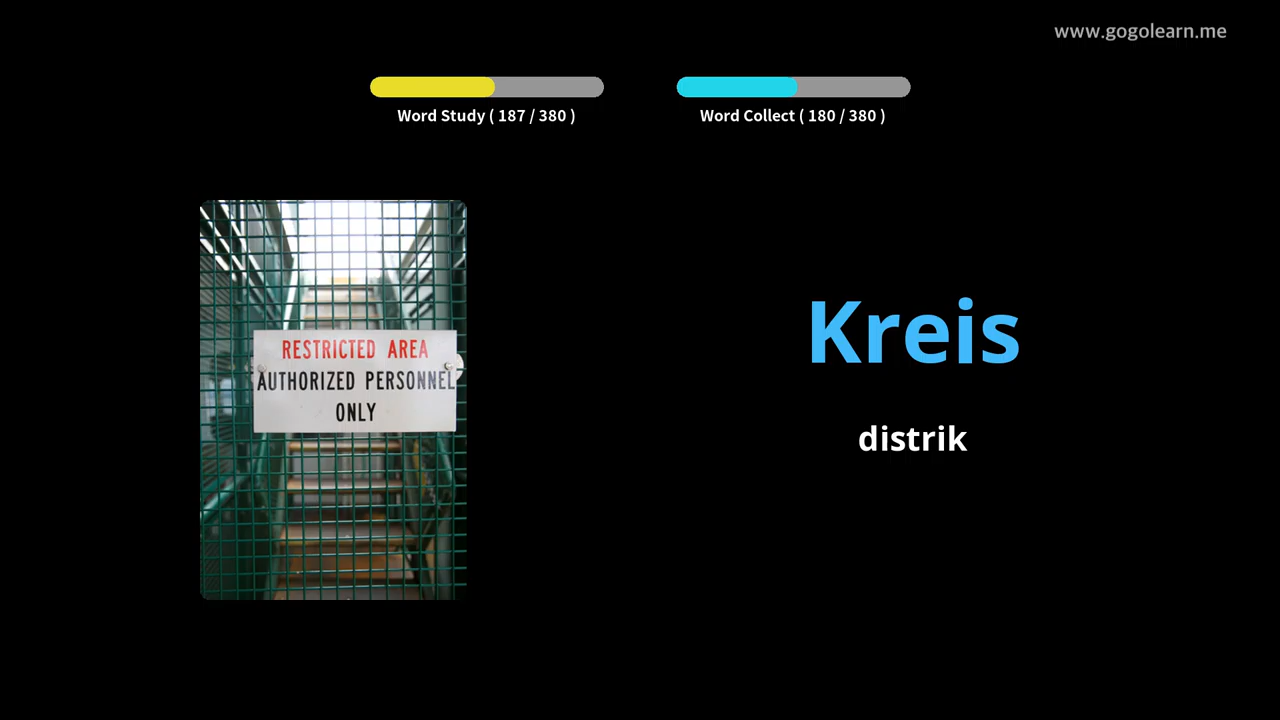 www.gogolearn.me
Word Study ( 187 / 380 )
Word Collect ( 180 / 380 )
RESTRICTED AREA
AUTHORIZED PERSONNEL
ONLY
Kreis
distrik